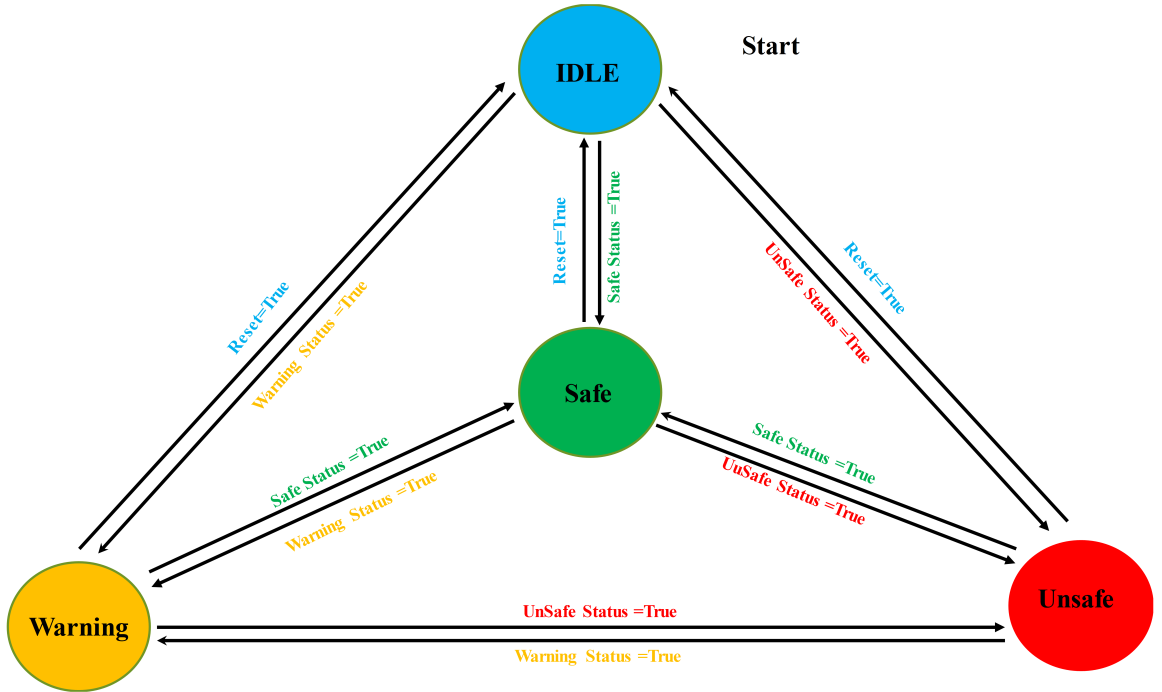 Start
IDLE
Reset=True
Safe Status =True
UnSafe Status =True
Reset=True
Reset=True
Warning Status =True
Safe
Safe Status =True
Warning Status =True
Safe Status =True
UuSafe Status =True
Warning
Unsafe
UnSafe Status =True
Warning Status =True